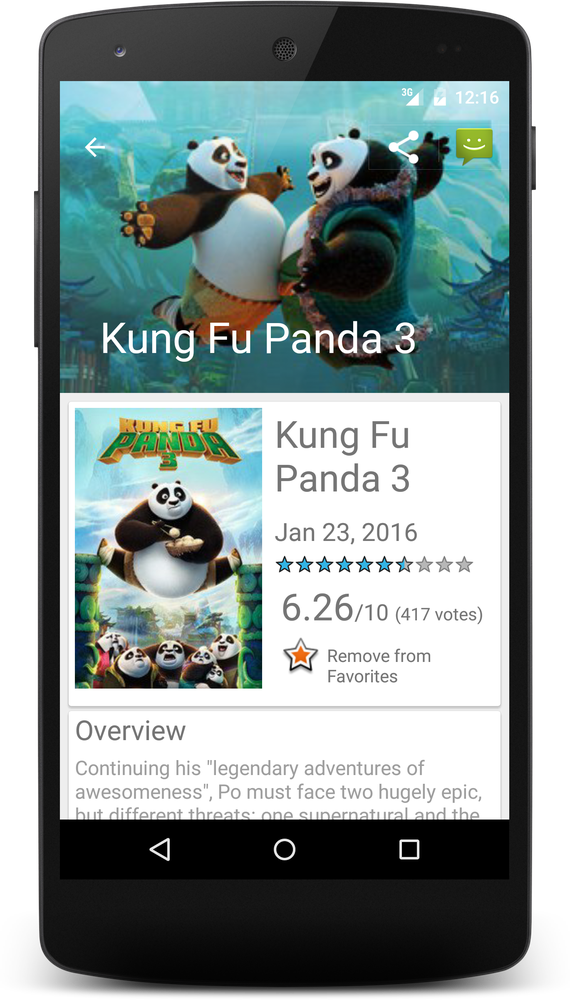 3G 12:16
Kung Fu Panda 3
KUNG FU
PANDA
3
Kung Fu
Panda 3
Jan 23, 2016
6.26/10 (417 votes)
Remove from
Favorites
Overview
Continuing his "legendary adventures of
awesomeness", Po must face two hugely epic,
but different threats: one supernatural and the